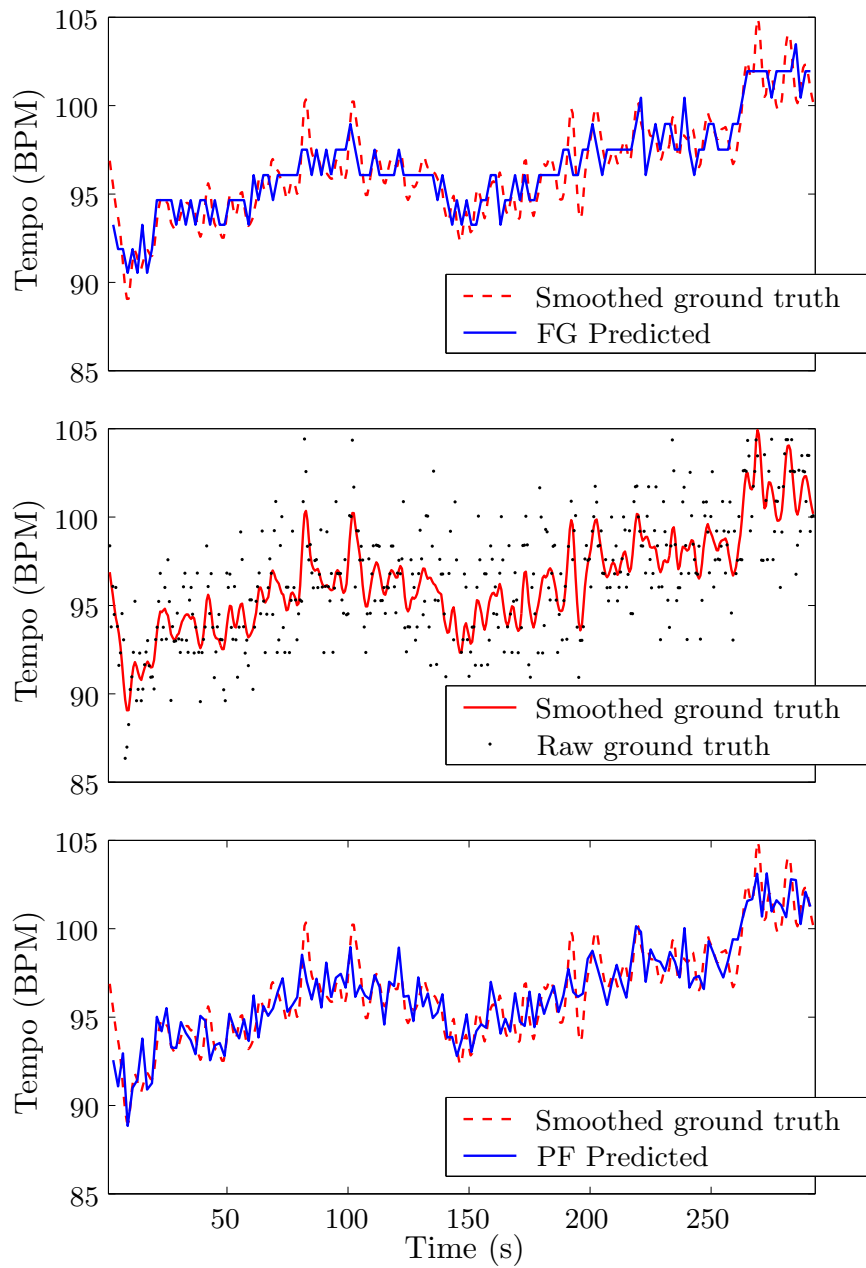 105
100
95
90
85
Tempo (BPM)
Smoothed ground truth
FG Predicted
105
100
95
90
85
Tempo (BPM)
Smoothed ground truth
Raw ground truth
105
100
95
90
85
Tempo (BPM)
Smoothed ground truth
PF Predicted
50 100 150 200 250
Time (s)